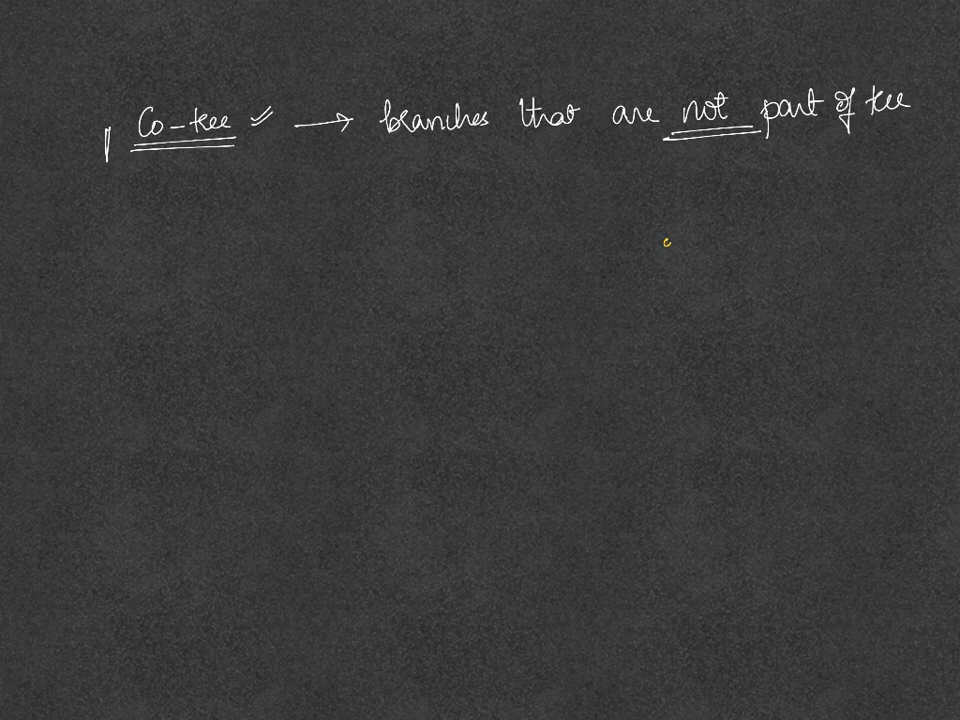 Co-tree → branches that are not part of tree